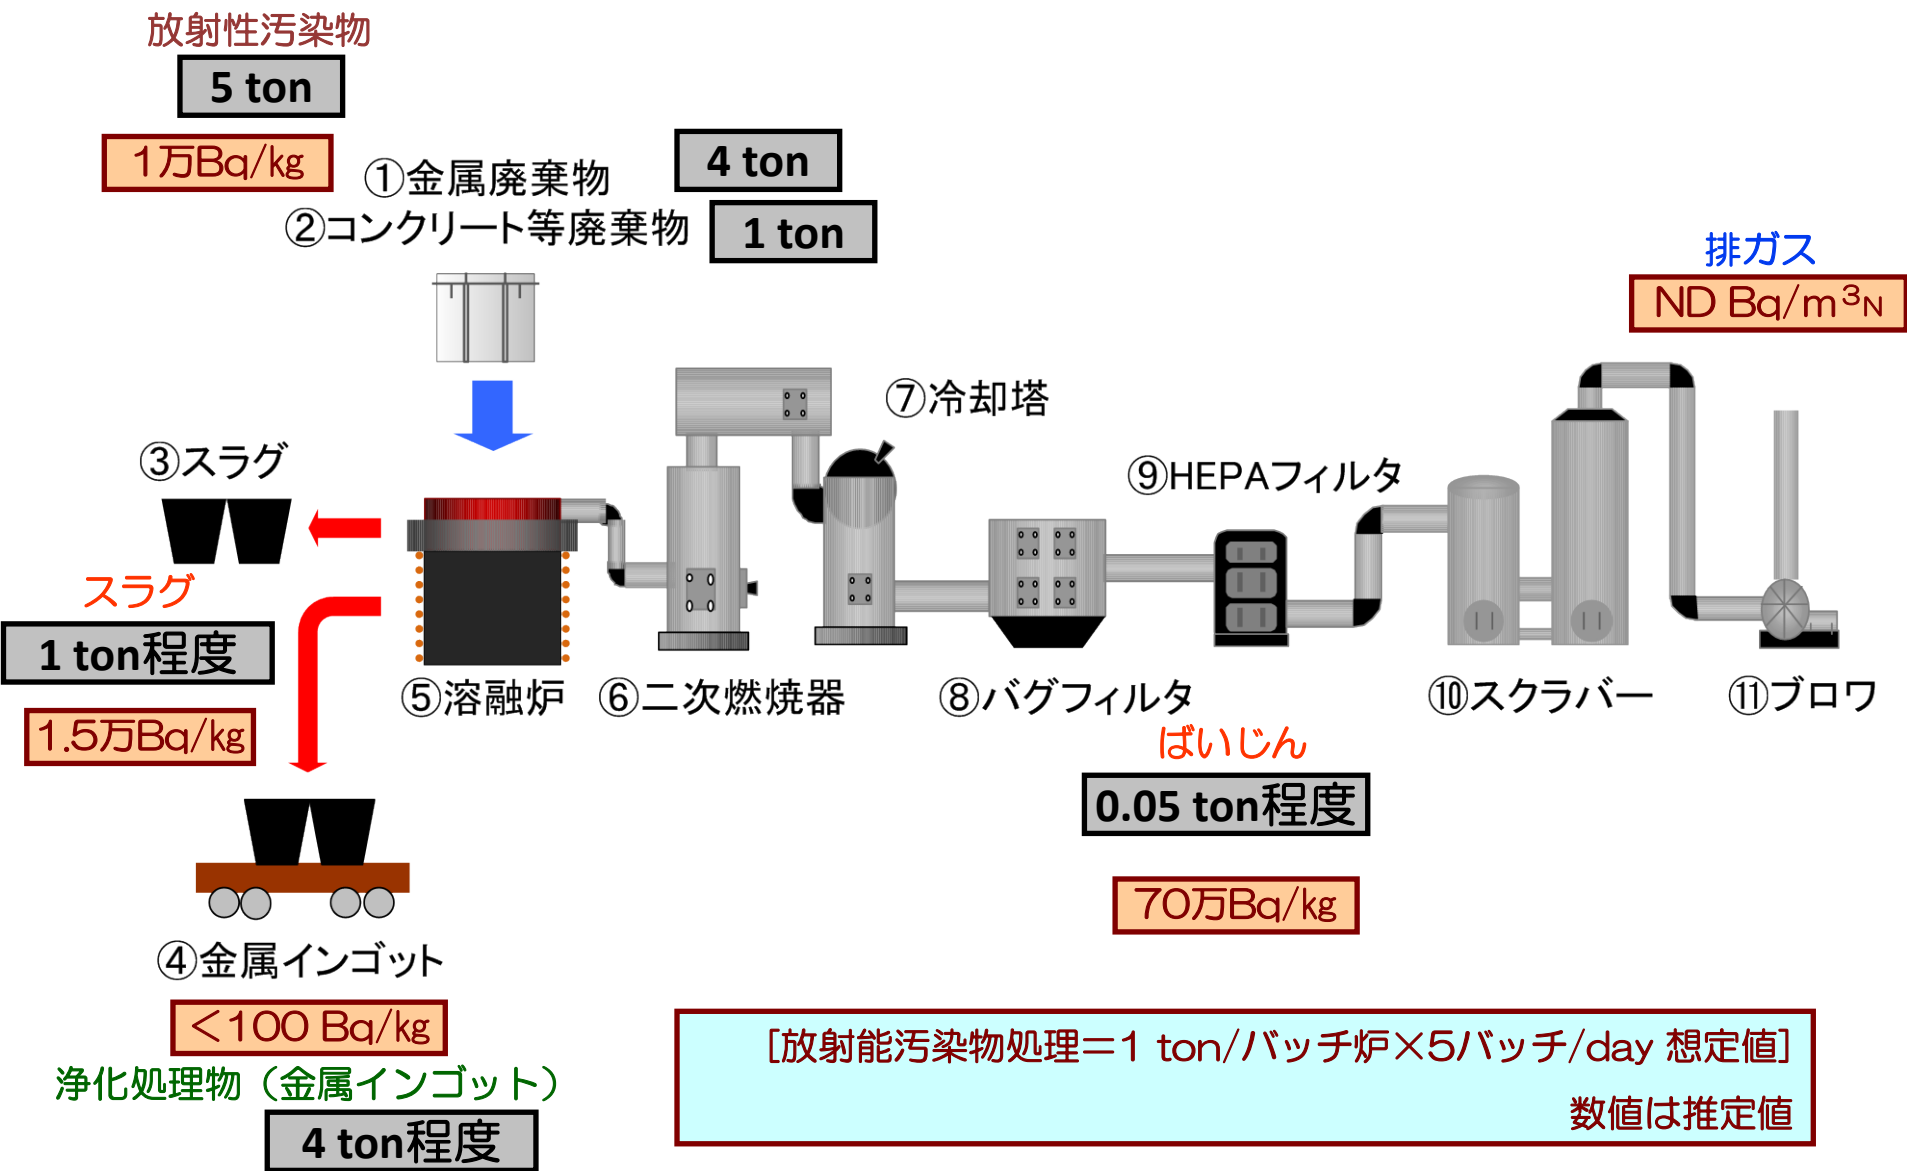 放射性汚染物
5 ton
1万Bq/kg
①金属廃棄物
4 ton
②コンクリート等廃棄物
1 ton
排ガス
ND Bq/m³N
⑦冷却塔
③スラグ
⑨HEPAフィルタ
スラグ
1 ton程度
1.5万Bq/kg
⑤溶融炉
⑥二次燃焼器
⑧バグフィルタ
⑩スクラバー
⑪ブロワ
ばいじん
0.05 ton程度
70万Bq/kg
④金属インゴット
<100 Bq/kg
浄化処理物（金属インゴット）
4 ton程度
[放射能汚染物処理＝1 ton/バッチ炉×5バッチ/day 想定値]
数値は推定値